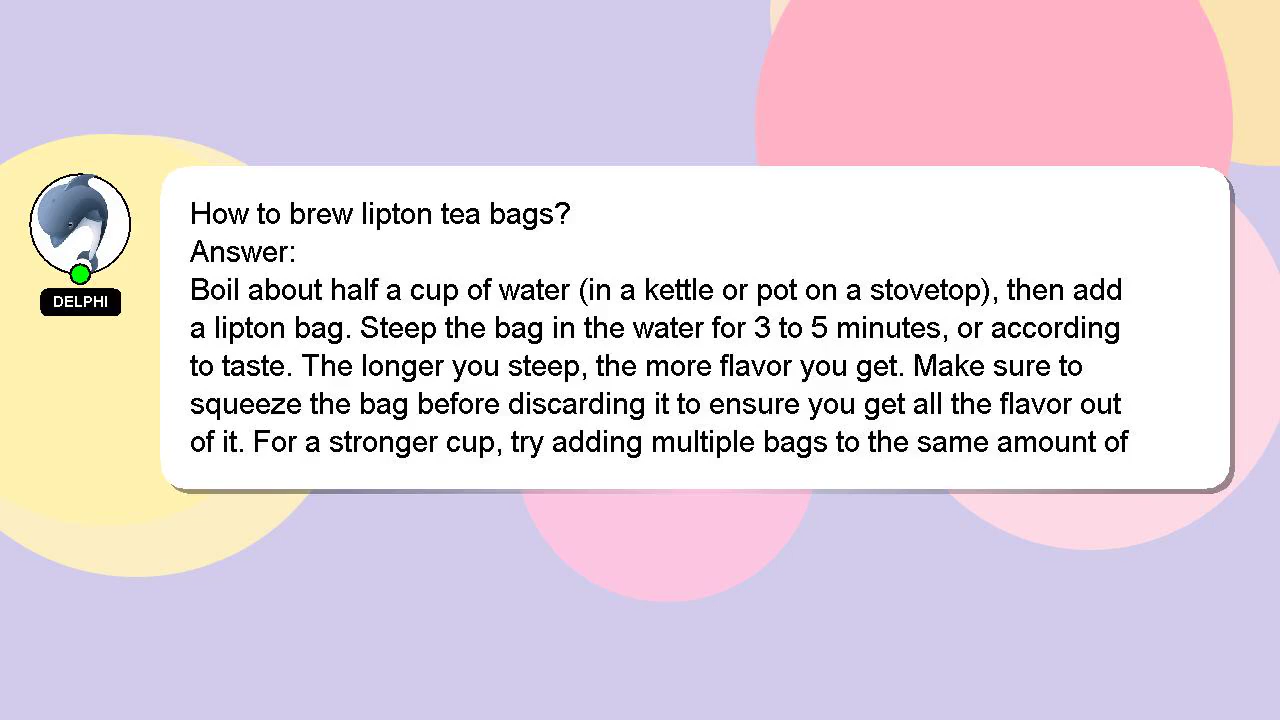 How to brew lipton tea bags?
Answer:
Boil about half a cup of water (in a kettle or pot on a stovetop), then add
a lipton bag. Steep the bag in the water for 3 to 5 minutes, or according
to taste. The longer you steep, the more flavor you get. Make sure to
squeeze the bag before discarding it to ensure you get all the flavor out
of it. For a stronger cup, try adding multiple bags to the same amount of
DELPHI